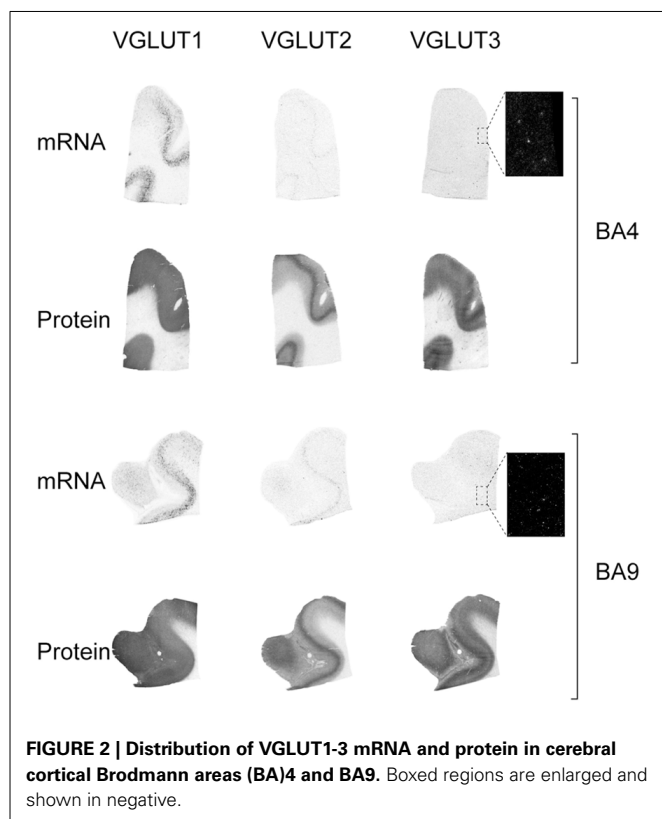 VGLUT1 VGLUT2 VGLUT3
mRNA
BA4
Protein
mRNA
BA9
Protein
FIGURE 2 | Distribution of VGLUT1-3 mRNA and protein in cerebral
cortical Brodmann areas (BA)4 and BA9. Boxed regions are enlarged and
shown in negative.